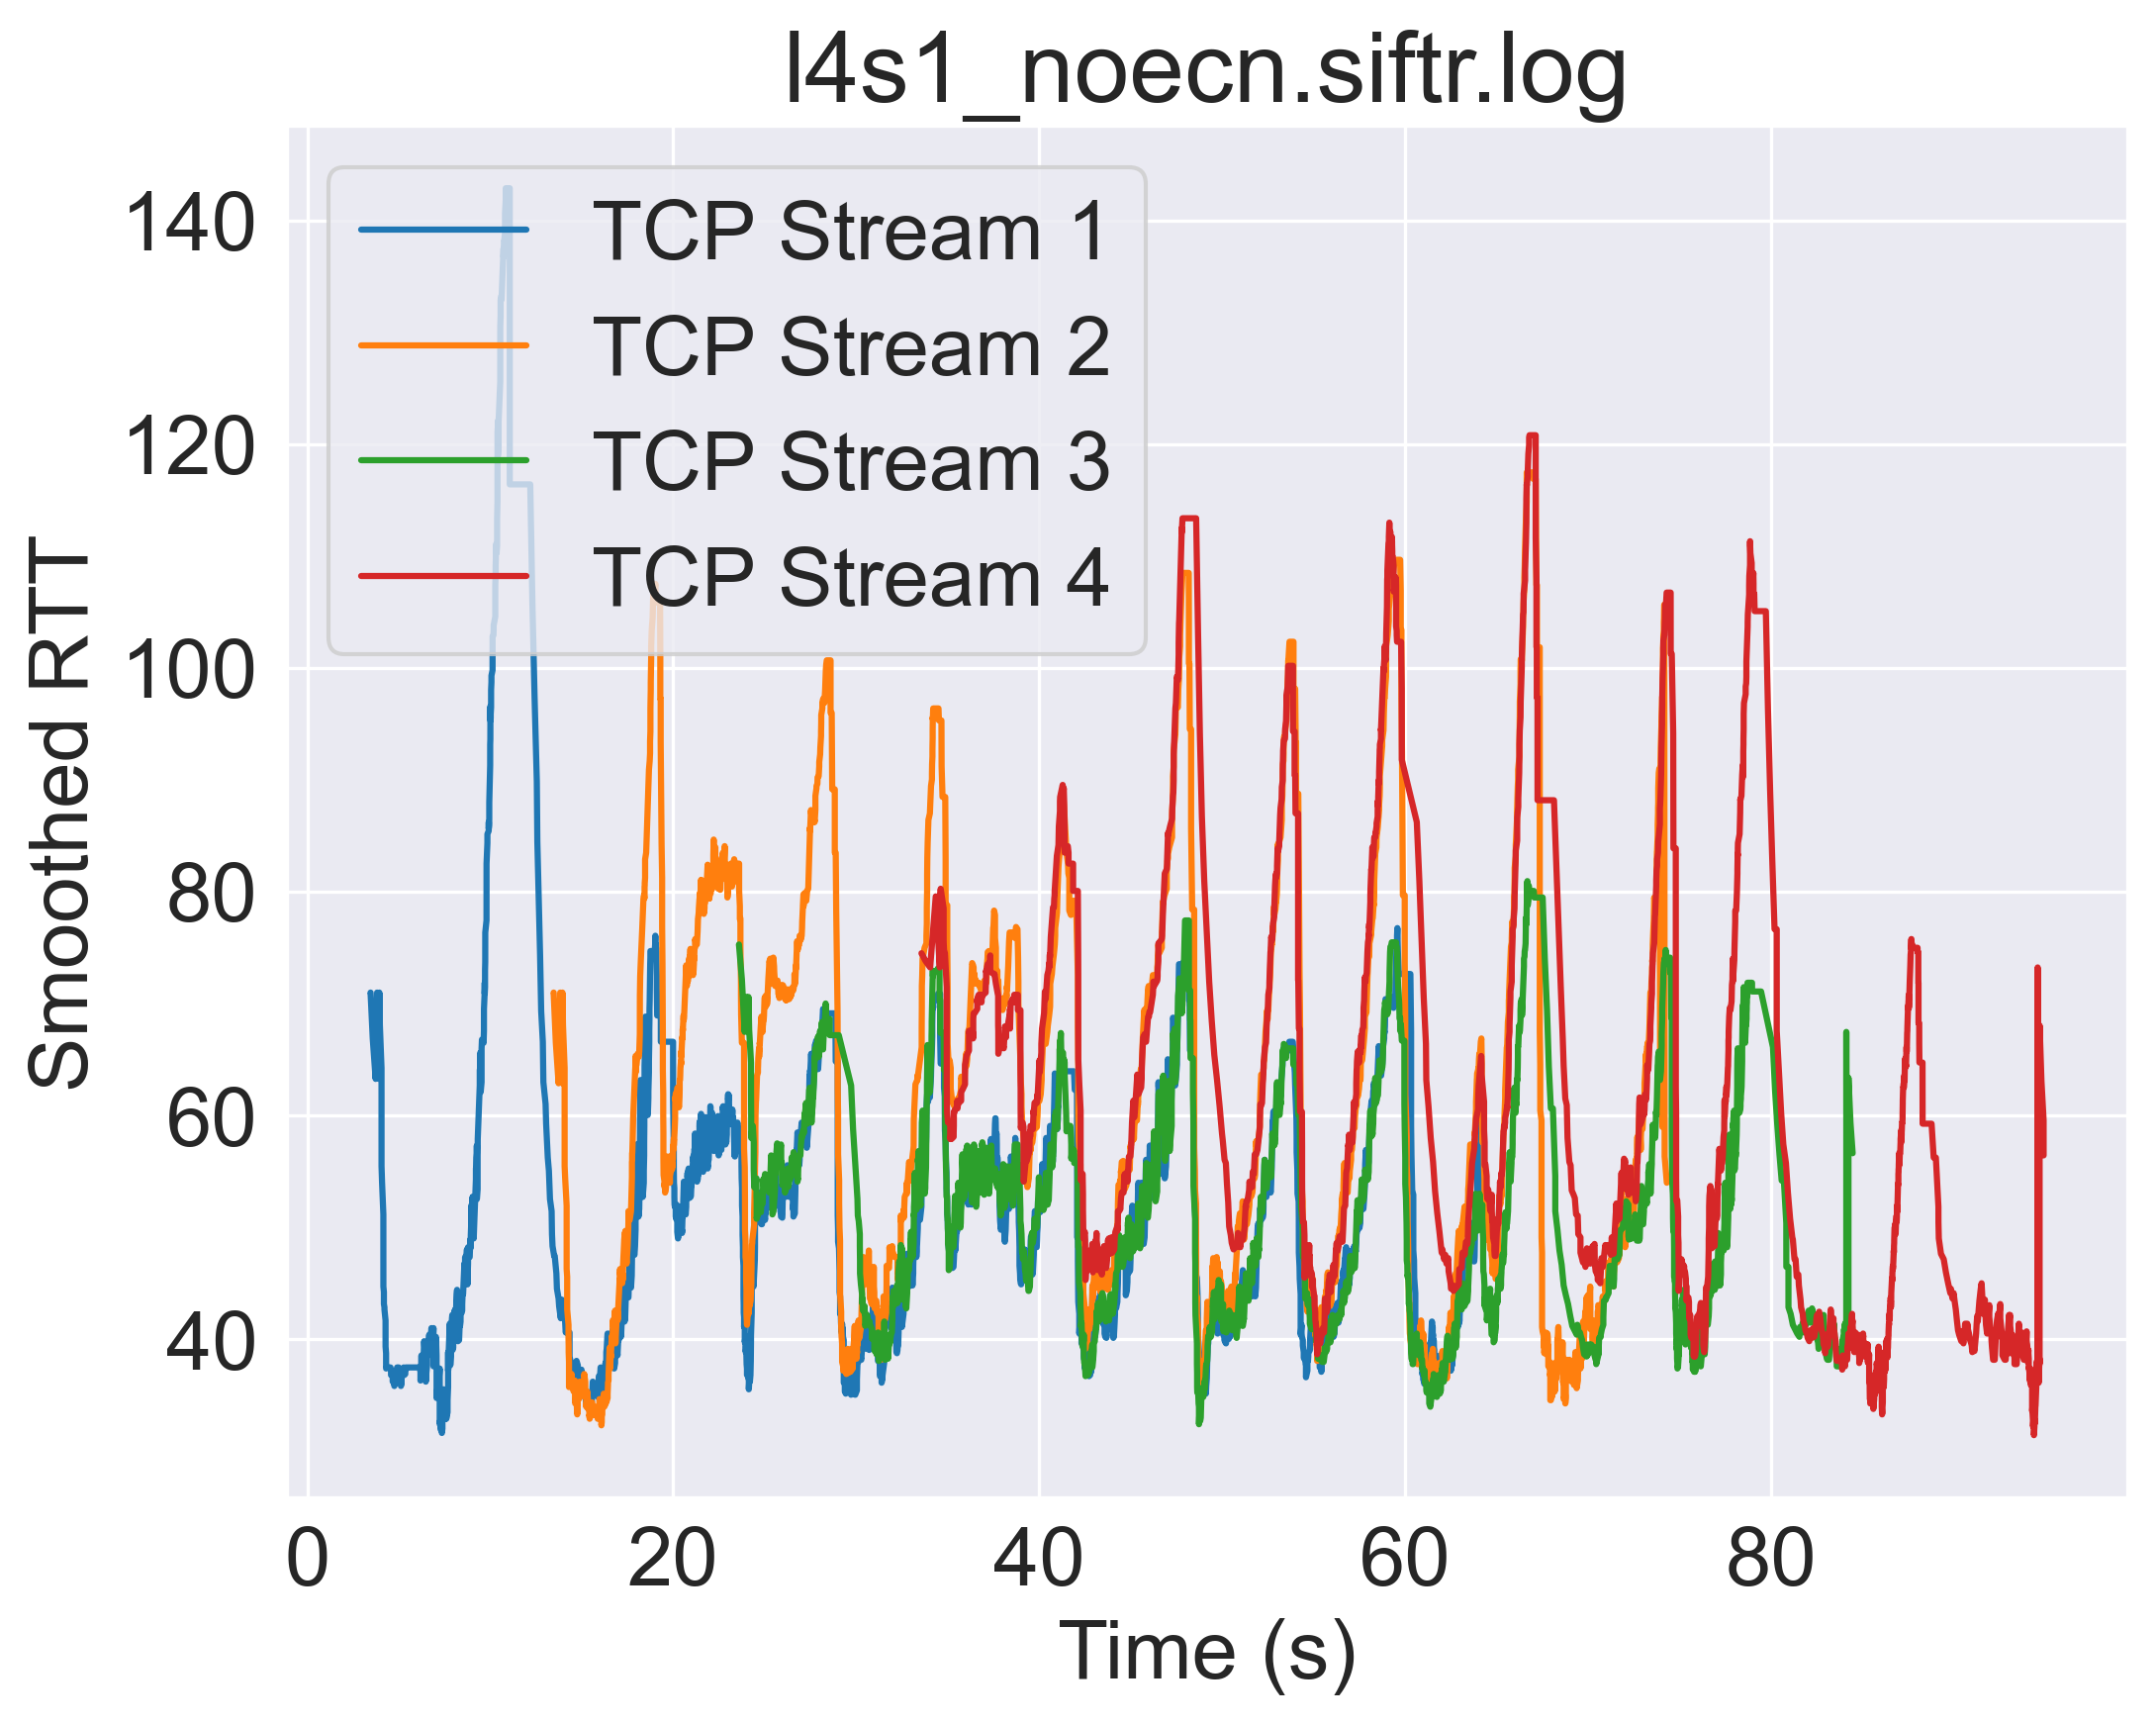 l4s1_noecn.siftr.log
TCP Stream 1
TCP Stream 2
TCP Stream 3
TCP Stream 4
Smoothed RTT
140
120
100
80
60
40
0 20 40 60 80
Time (s)